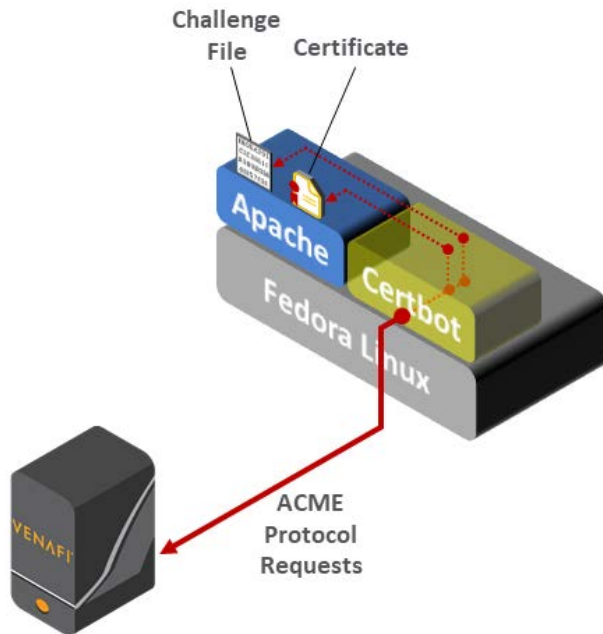 Challenge
File
Certificate
Apache
Certbot
Fedora Linux
VENAFI
ACME
Protocol
Requests